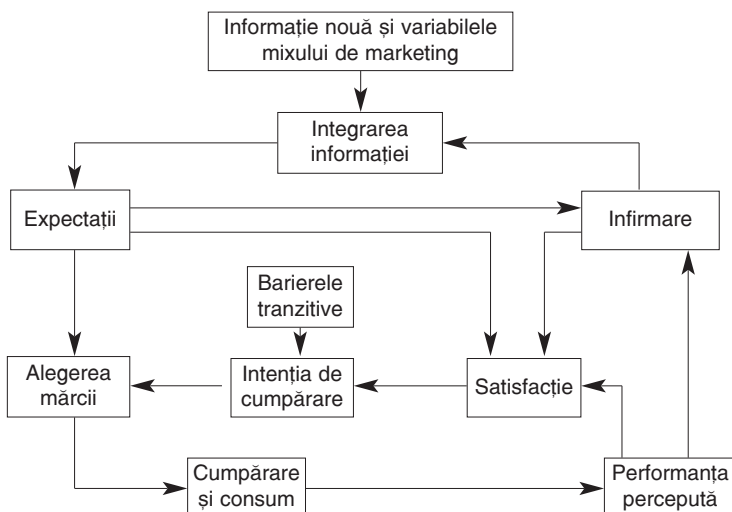 Informație nouă și variabilele
mixului de marketing
Integrarea
informației
Expectații
Infirmare
Barierele
tranzitive
Alegerea
mărcii
Intenția de
cumpărare
Satisfacție
Cumpărare
și consum
Performanța
percepută